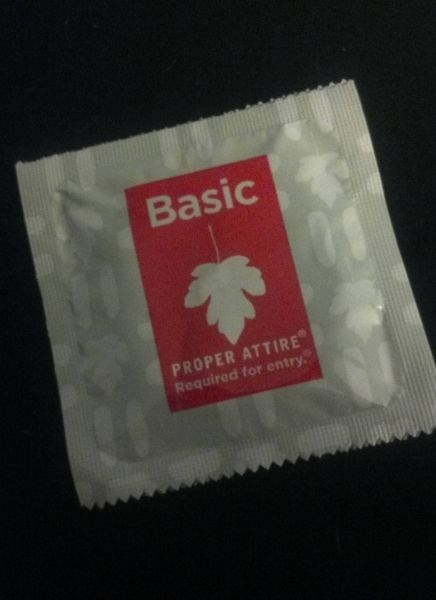 Basic
PROPER ATTIRE®
Required for entry.®